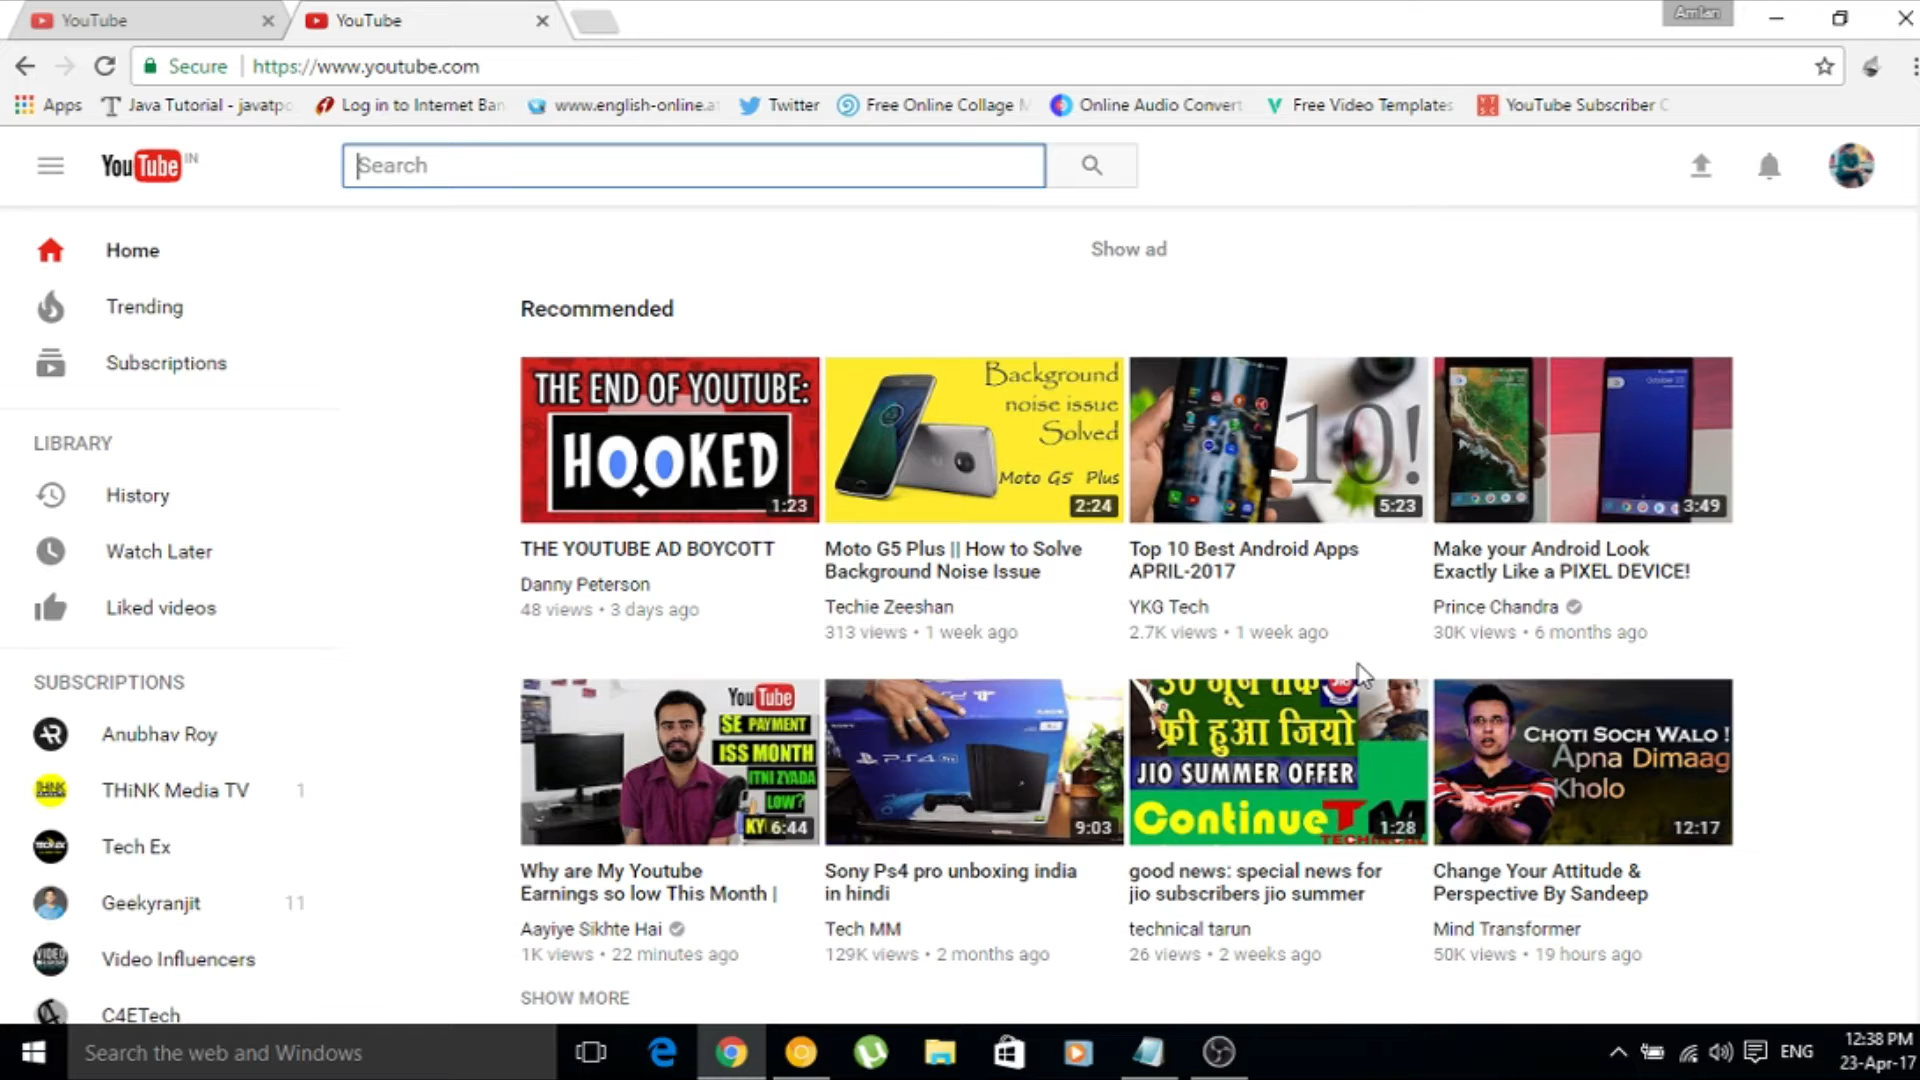 YouTube
YouTube
Amlan
Secure
https://www.youtube.com
Apps
Java Tutorial - javatp
Log in to Internet Ban
www.english-online.a
Twitter
Free Online Collage M
Online Audio Convert
Free Video Templates
YouTube Subscriber C
YouTube IN
Search
Home
Trending
Subscriptions
LIBRARY
History
Watch Later
Liked videos
SUBSCRIPTIONS
Anubhav Roy
THiNK Media TV 1
Tech Ex
Geekyranjit 11
Video Influencers
C4ETech
Show ad
Recommended
THE END OF YOUTUBE:
HOOKED
1:23
THE YOUTUBE AD BOYCOTT
Danny Peterson
48 views • 3 days ago
Background
noise issue
Solved
Moto G5 Plus
2:24
Moto G5 Plus || How to Solve
Background Noise Issue
Techie Zeeshan
313 views • 1 week ago
10!
5:23
Top 10 Best Android Apps
APRIL-2017
YKG Tech
2.7K views • 1 week ago
3:49
Make your Android Look
Exactly Like a PIXEL DEVICE!
Prince Chandra
30K views • 6 months ago
YouTube
SE PAYMENT
ISS MONTH
ITNI ZYADA
LOW?
KY
6:44
Why are My Youtube
Earnings so low This Month |
Aayiye Sikhte Hai
1K views • 22 minutes ago
PS4
9:03
Sony Ps4 pro unboxing india
in hindi
Tech MM
129K views • 2 months ago
30 जून तक
फ्री हुआ जियो
JIO SUMMER OFFER
Continue
1:28
good news: special news for
jio subscribers jio summer
technical tarun
26 views • 2 weeks ago
CHOTI SOCH WALO !
Apna Dimaag
Kholo
12:17
Change Your Attitude &
Perspective By Sandeep
Mind Transformer
50K views • 19 hours ago
SHOW MORE
Search the web and Windows
ENG
12:38 PM
23-Apr-17